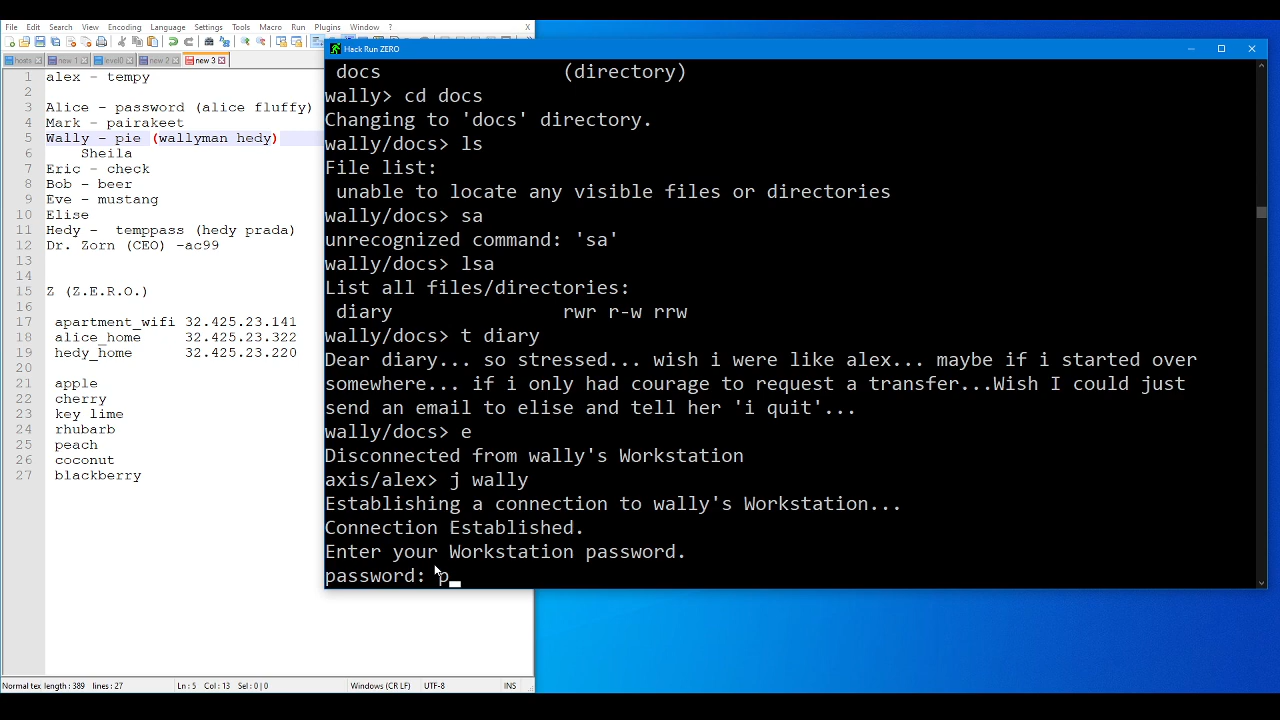 File Edit Search View Encoding Language Settings Tools Macro Run Plugins Window ? X
hosts new 1 level0 new 2 new 3
1 alex - tempy
2
3 Alice - password (alice fluffy)
4 Mark - pairakeet
5 Wally - pie (wallyman hedy)
6 Sheila
7 Eric - check
8 Bob - beer
9 Eve - mustang
10 Elise
11 Hedy - temppass (hedy prada)
12 Dr. Zorn (CEO) -ac99
13
14
15 Z (Z.E.R.O.)
16
17 apartment_wifi 32.425.23.141
18 alice_home 32.425.23.322
19 hedy_home 32.425.23.220
20
21 apple
22 cherry
23 key lime
24 rhubarb
25 peach
26 coconut
27 blackberry
Normal tex length : 389 lines : 27 Ln : 5 Col : 13 Sel : 0 | 0 Windows (CR LF) UTF-8 INS
Hack Run ZERO
docs (directory)
wally> cd docs
Changing to 'docs' directory.
wally/docs> ls
File list:
unable to locate any visible files or directories
wally/docs> sa
unrecognized command: 'sa'
wally/docs> lsa
List all files/directories:
diary rwr r-w rrw
wally/docs> t diary
Dear diary... so stressed... wish i were like alex... maybe if i started over
somewhere... if i only had courage to request a transfer...Wish I could just
send an email to elise and tell her 'i quit'...
wally/docs> e
Disconnected from wally's Workstation
axis/alex> j wally
Establishing a connection to wally's Workstation...
Connection Established.
Enter your Workstation password.
password: p_